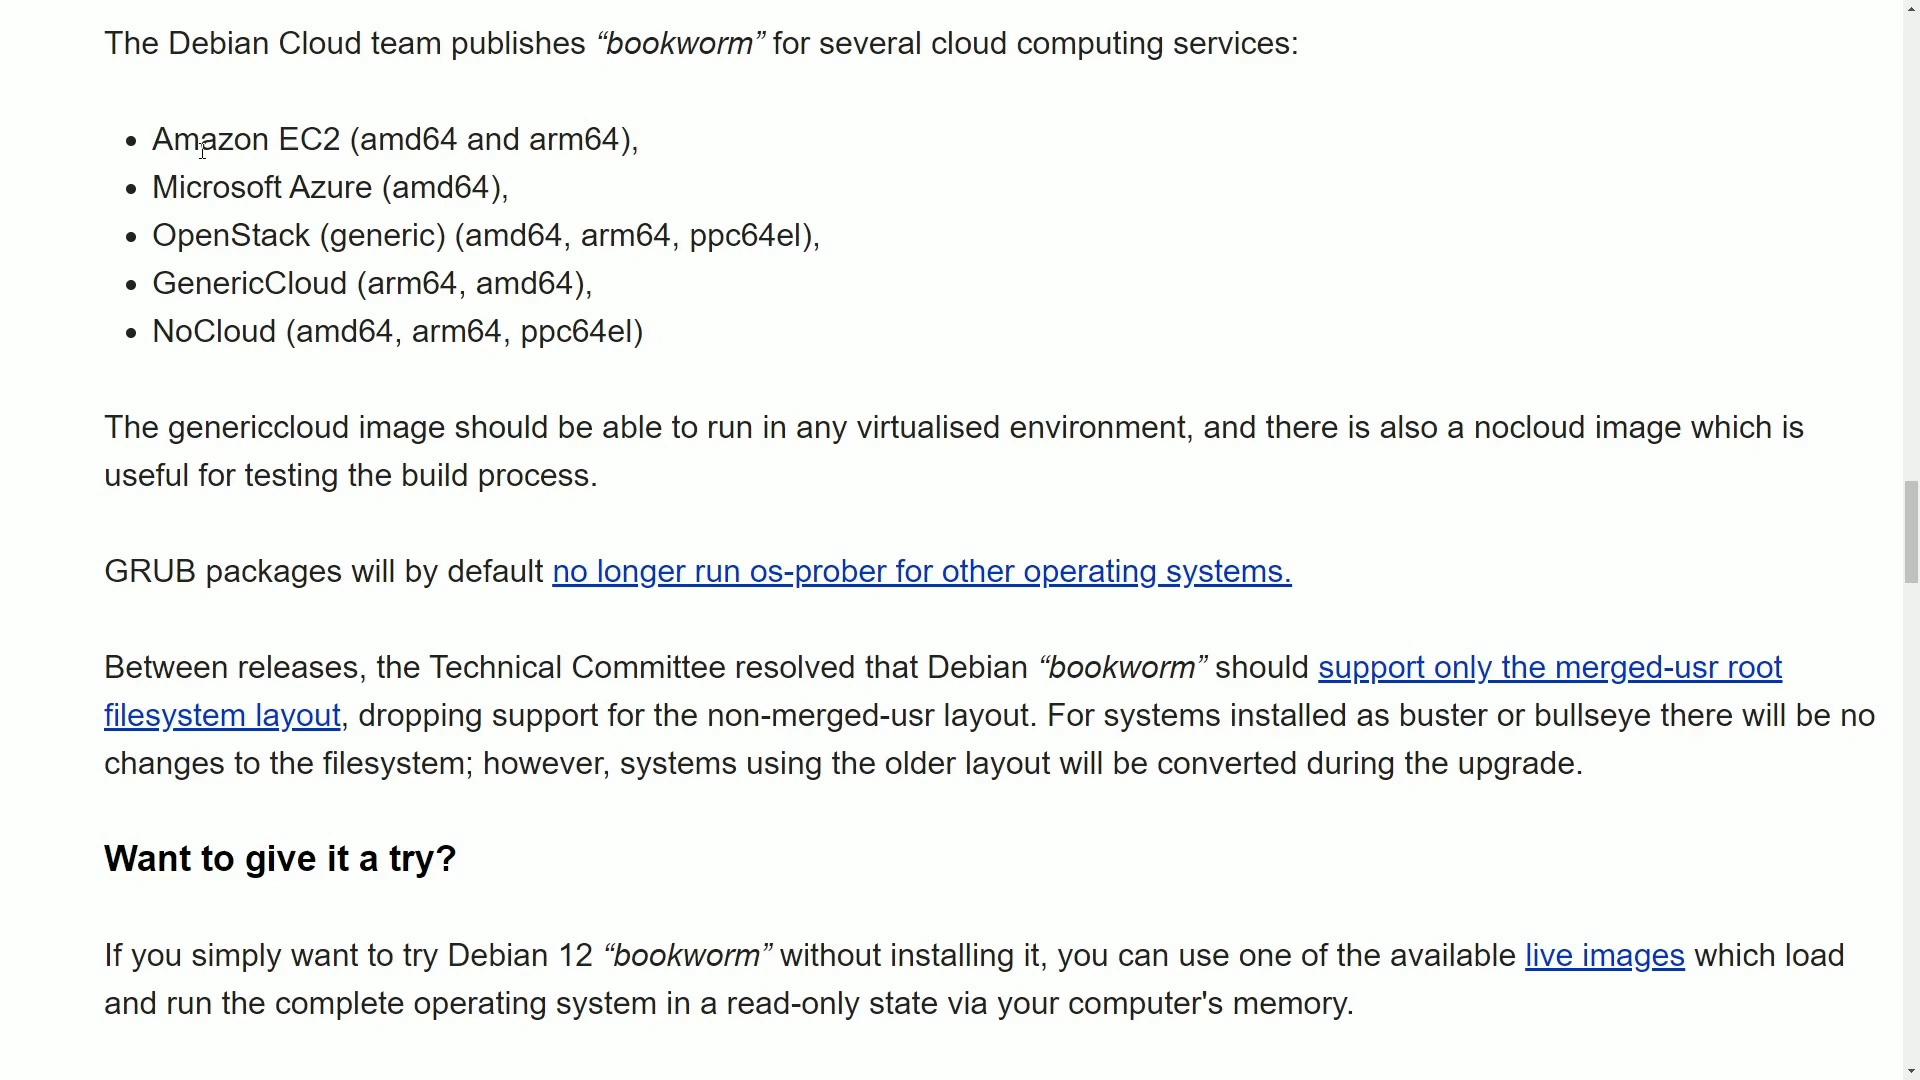 The Debian Cloud team publishes “bookworm” for several cloud computing services:
• Amazon EC2 (amd64 and arm64),
• Microsoft Azure (amd64),
• OpenStack (generic) (amd64, arm64, ppc64el),
• GenericCloud (arm64, amd64),
• NoCloud (amd64, arm64, ppc64el)
The genericcloud image should be able to run in any virtualised environment, and there is also a nocloud image which is
useful for testing the build process.
GRUB packages will by default no longer run os-prober for other operating systems.
Between releases, the Technical Committee resolved that Debian “bookworm” should support only the merged-usr root
filesystem layout, dropping support for the non-merged-usr layout. For systems installed as buster or bullseye there will be no
changes to the filesystem; however, systems using the older layout will be converted during the upgrade.
Want to give it a try?
If you simply want to try Debian 12 “bookworm” without installing it, you can use one of the available live images which load
and run the complete operating system in a read-only state via your computer's memory.